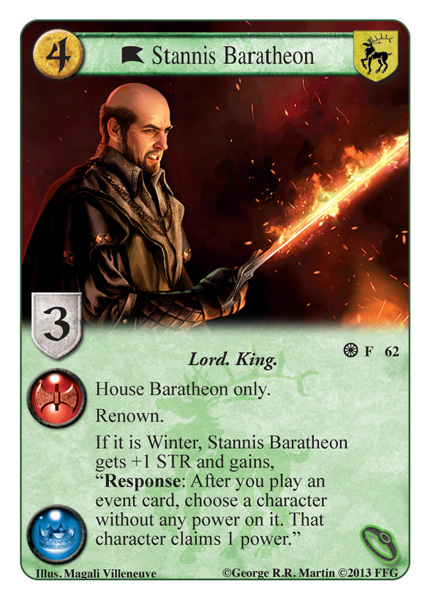 4
Stannis Baratheon
3
Lord. King.
F 62
House Baratheon only.
Renown.
If it is Winter, Stannis Baratheon
gets +1 STR and gains,
“Response: After you play an
event card, choose a character
without any power on it. That
character claims 1 power.”
Illus. Magali Villeneuve
©George R.R. Martin ©2013 FFG